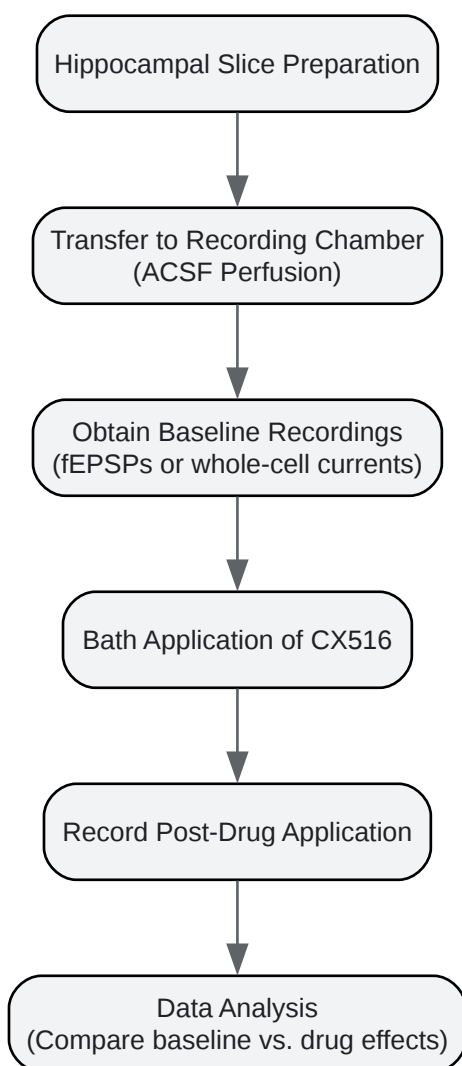 Hippocampal Slice Preparation
Transfer to Recording Chamber
(ACSF Perfusion)
Obtain Baseline Recordings
(fEPSPs or whole-cell currents)
Bath Application of CX516
Record Post-Drug Application
Data Analysis
(Compare baseline vs. drug effects)